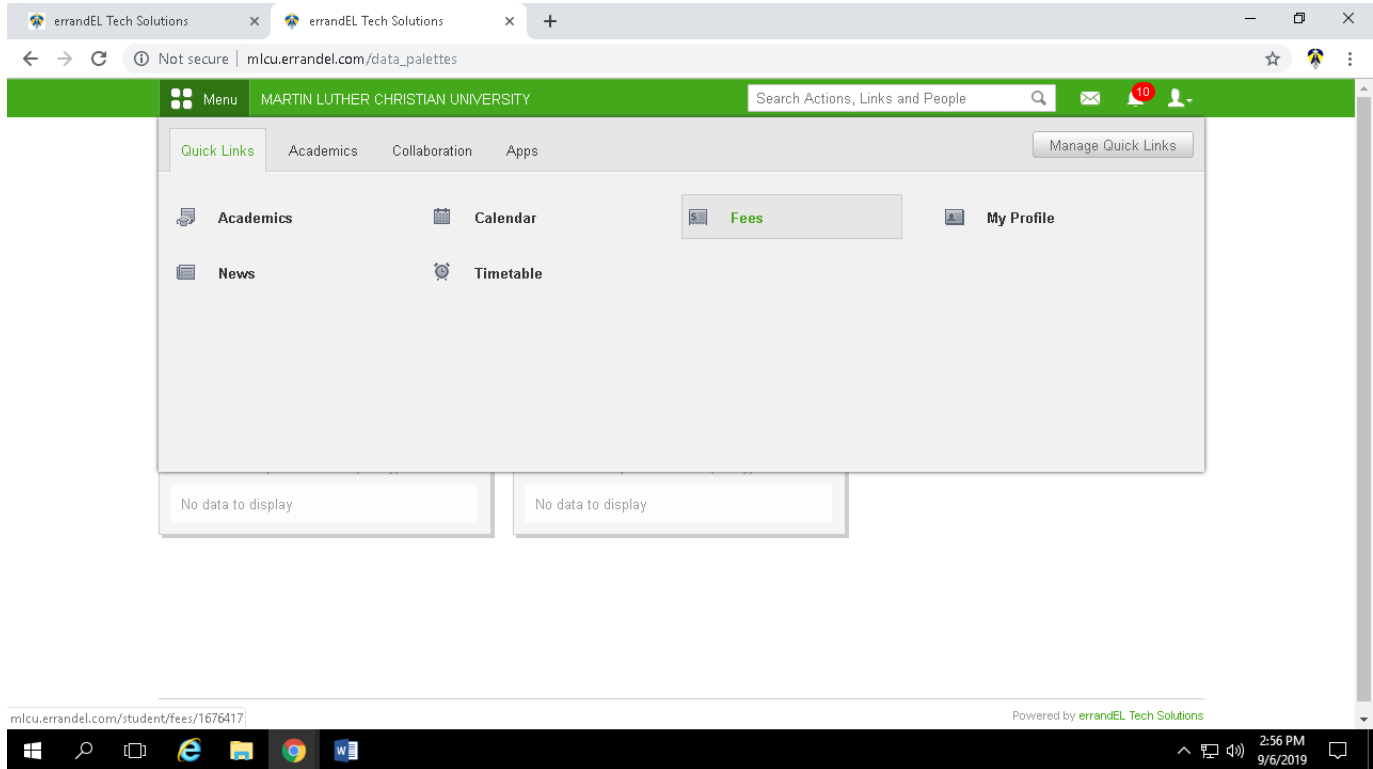 errandEL Tech Solutions
errandEL Tech Solutions
Not secure | mlcu.errandel.com/data_palettes
Menu MARTIN LUTHER CHRISTIAN UNIVERSITY Search Actions, Links and People 10
Quick Links Academics Collaboration Apps Manage Quick Links
Academics Calendar Fees My Profile
News Timetable
No data to display No data to display
Powered by errandEL Tech Solutions
mlcu.errandel.com/student/fees/1676417
2:56 PM
9/6/2019